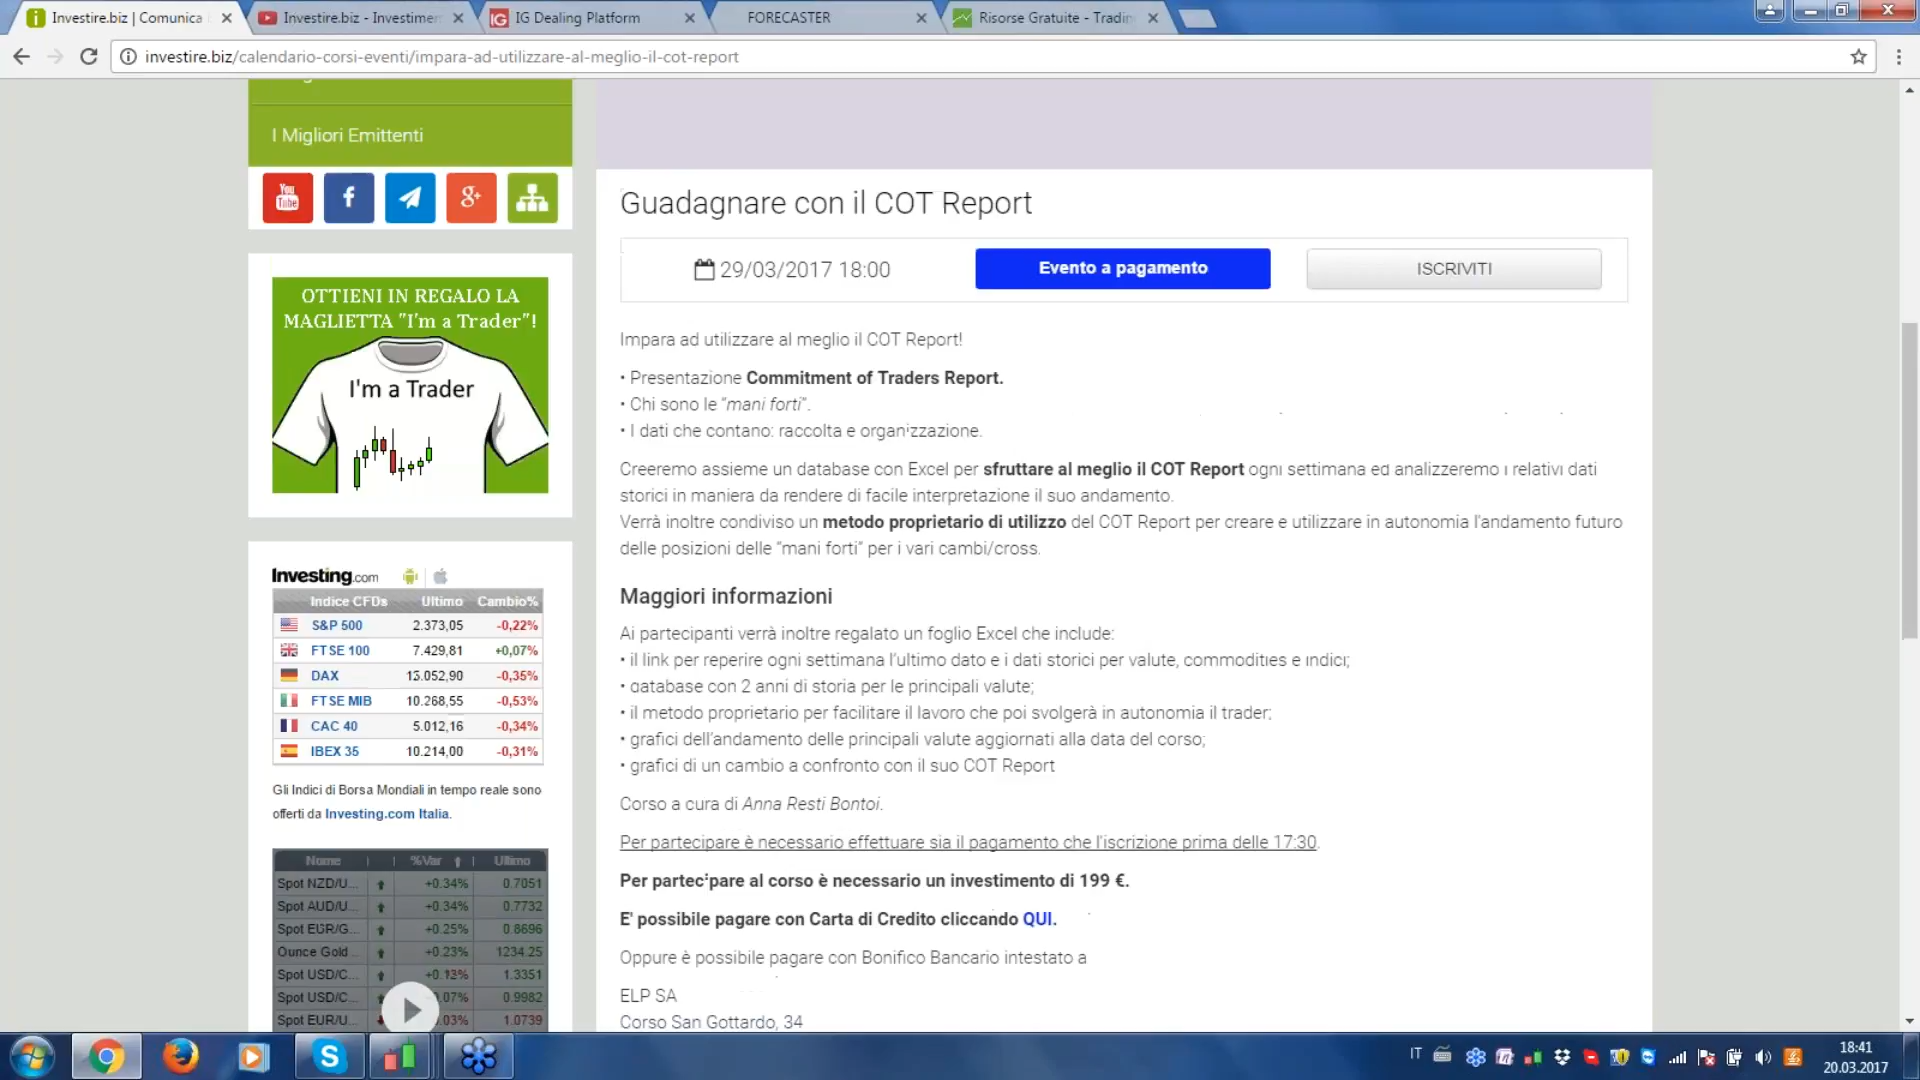 Investire.biz | Comunica
Investire.biz - Investimen
IG Dealing Platform
FORECASTER
Risorse Gratuite - Tradin
investire.biz/calendario-corsi-eventi/impara-ad-utilizzare-al-meglio-il-cot-report
I Migliori Emittenti
You Tube
f
g+
OTTIENI IN REGALO LA
MAGLIETTA "I'm a Trader"!
I'm a Trader
Investing.com
Indice CFDs Ultimo Cambio%
S&P 500 2.373,05 -0,22%
FTSE 100 7.429,81 +0,07%
DAX 13.052,90 -0,35%
FTSE MIB 10.268,55 -0,53%
CAC 40 5.012,16 -0,34%
IBEX 35 10.214,00 -0,31%
Gli Indici di Borsa Mondiali in tempo reale sono
offerti da Investing.com Italia.
Nome %Var Ultimo
Spot NZD/U... +0.34% 0.7051
Spot AUD/U... +0.34% 0.7732
Spot EUR/G... +0.25% 0.8696
Ounce Gold +0.23% 1234.25
Spot USD/C... +0.13% 1.3351
Spot USD/C... 0.07% 0.9982
Spot EUR/U... .03% 1.0739
Guadagnare con il COT Report
29/03/2017 18:00
Evento a pagamento
ISCRIVITI
Impara ad utilizzare al meglio il COT Report!
• Presentazione Commitment of Traders Report.
• Chi sono le "mani forti".
• I dati che contano: raccolta e organizzazione.
Creeremo assieme un database con Excel per sfruttare al meglio il COT Report ogni settimana ed analizzeremo i relativi dati
storici in maniera da rendere di facile interpretazione il suo andamento.
Verrà inoltre condiviso un metodo proprietario di utilizzo del COT Report per creare e utilizzare in autonomia l'andamento futuro
delle posizioni delle "mani forti" per i vari cambi/cross.
Maggiori informazioni
Ai partecipanti verrà inoltre regalato un foglio Excel che include:
• il link per reperire ogni settimana l'ultimo dato e i dati storici per valute, commodities e indici;
• database con 2 anni di storia per le principali valute;
• il metodo proprietario per facilitare il lavoro che poi svolgerà in autonomia il trader;
• grafici dell'andamento delle principali valute aggiornati alla data del corso;
• grafici di un cambio a confronto con il suo COT Report
Corso a cura di Anna Resti Bontoi.
Per partecipare è necessario effettuare sia il pagamento che l'iscrizione prima delle 17:30.
Per partecipare al corso è necessario un investimento di 199 €.
E' possibile pagare con Carta di Credito cliccando QUI.
Oppure è possibile pagare con Bonifico Bancario intestato a
ELP SA
Corso San Gottardo, 34
IT
18:41
20.03.2017